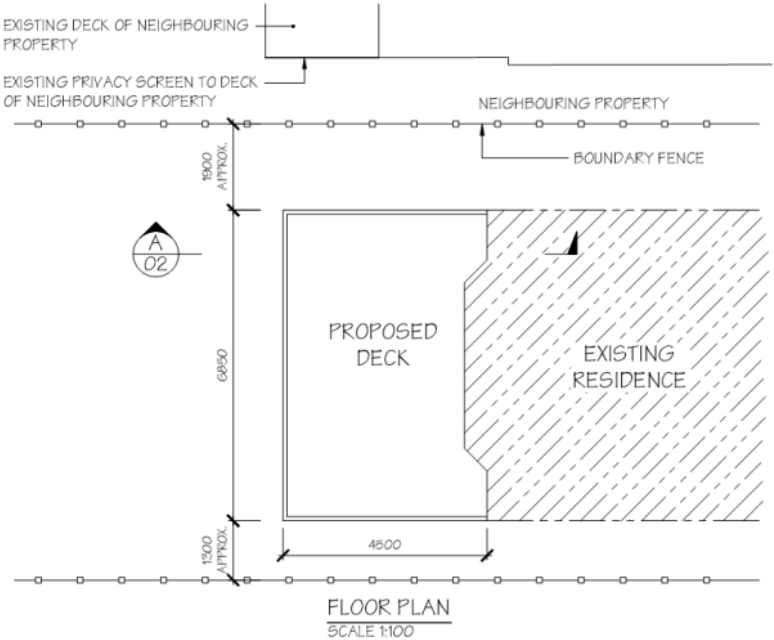 EXISTING DECK OF NEIGHBOURING
PROPERTY
EXISTING PRIVACY SCREEN TO DECK
OF NEIGHBOURING PROPERTY
NEIGHBOURING PROPERTY
BOUNDARY FENCE
1900
APPROX.
A
02
PROPOSED
DECK
EXISTING
RESIDENCE
6850
1300
APPROX.
4500
FLOOR PLAN
SCALE 1:100